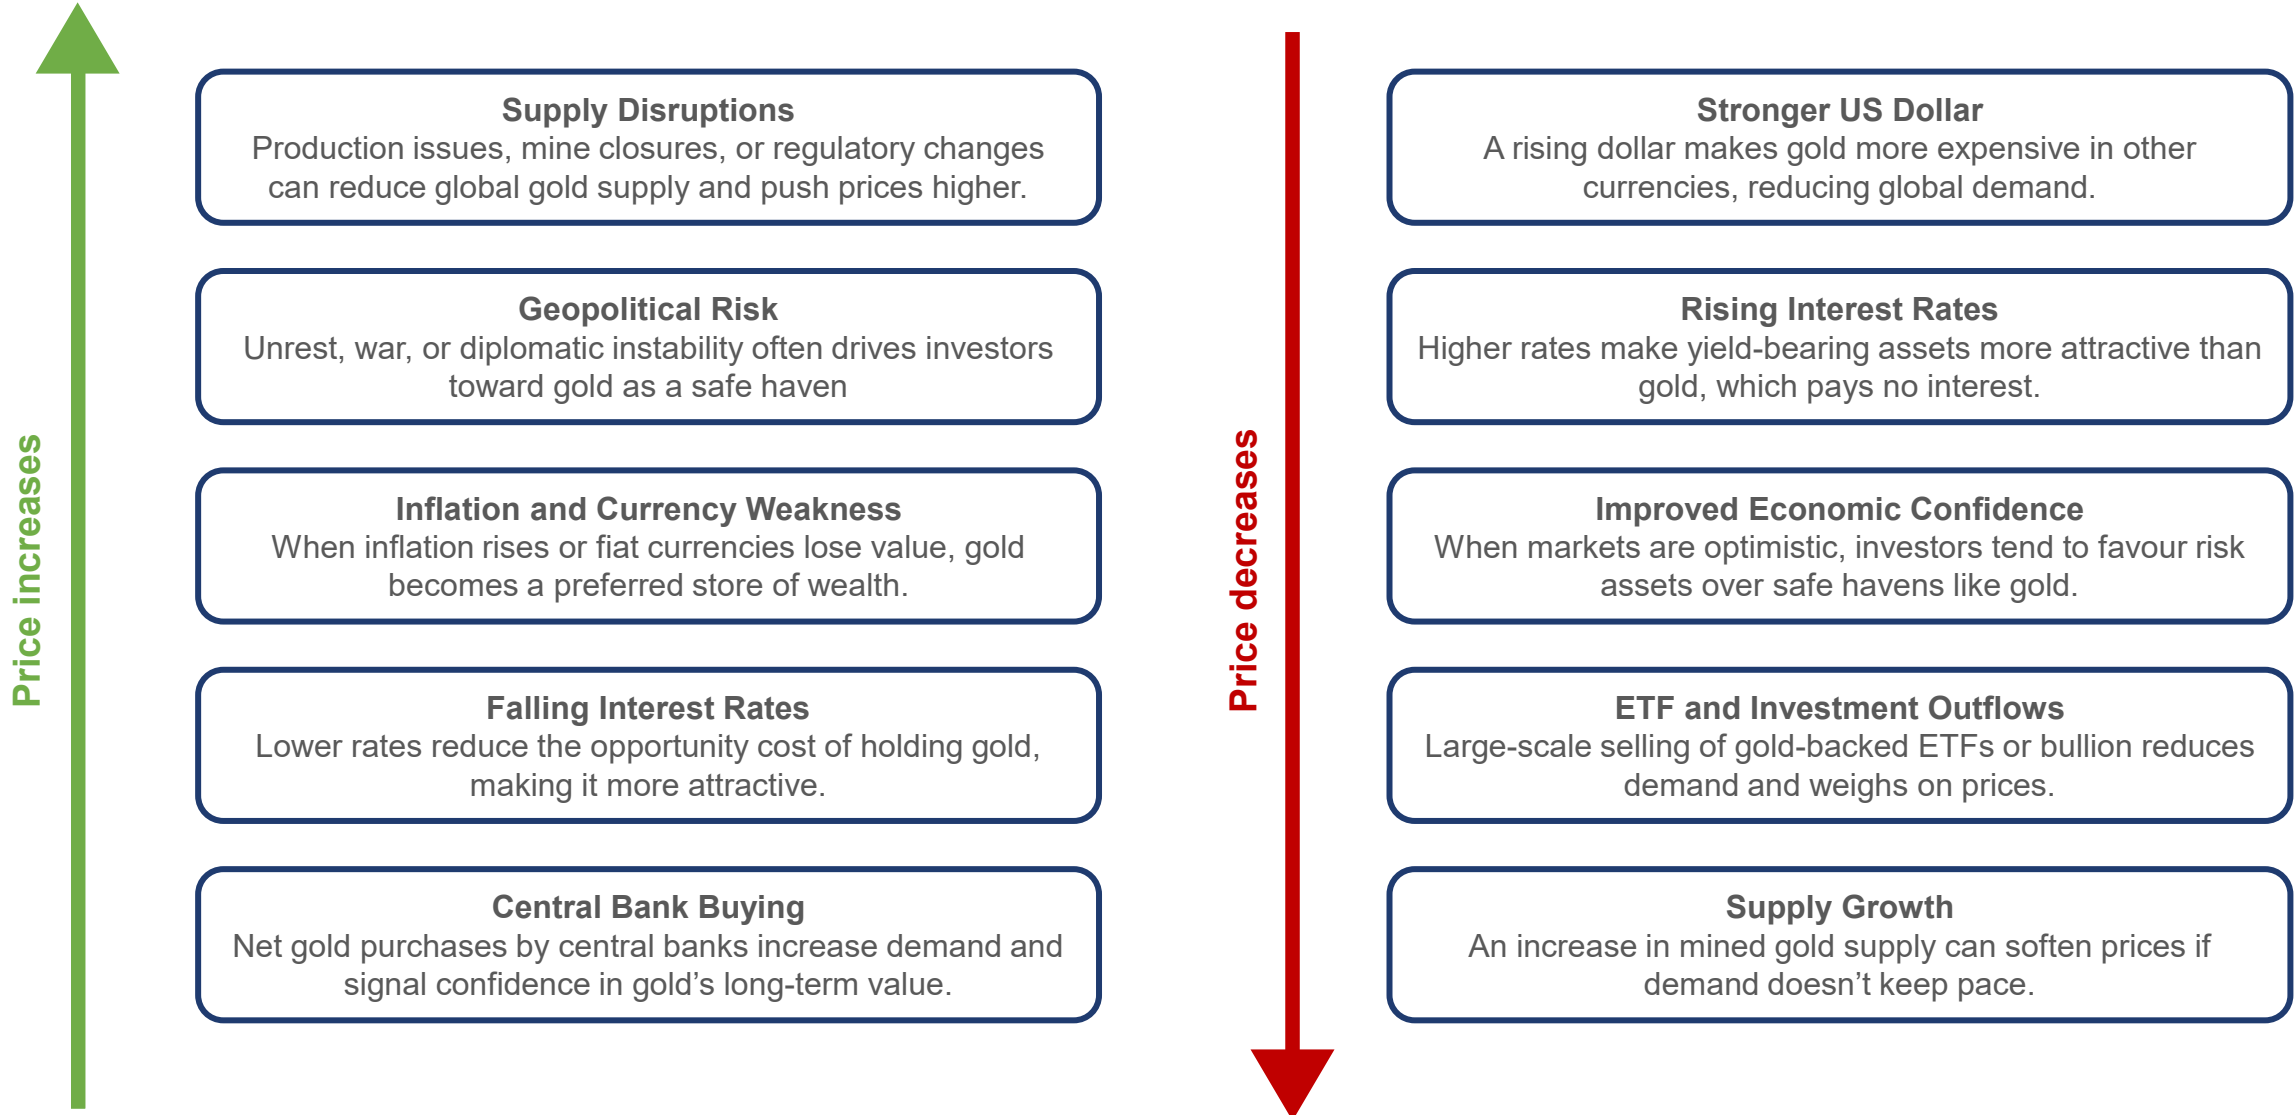 Price increases
Supply Disruptions
Production issues, mine closures, or regulatory changes
can reduce global gold supply and push prices higher.
Geopolitical Risk
Unrest, war, or diplomatic instability often drives investors
toward gold as a safe haven
Inflation and Currency Weakness
When inflation rises or fiat currencies lose value, gold
becomes a preferred store of wealth.
Falling Interest Rates
Lower rates reduce the opportunity cost of holding gold,
making it more attractive.
Central Bank Buying
Net gold purchases by central banks increase demand and
signal confidence in gold’s long-term value.
Price decreases
Stronger US Dollar
A rising dollar makes gold more expensive in other
currencies, reducing global demand.
Rising Interest Rates
Higher rates make yield-bearing assets more attractive than
gold, which pays no interest.
Improved Economic Confidence
When markets are optimistic, investors tend to favour risk
assets over safe havens like gold.
ETF and Investment Outflows
Large-scale selling of gold-backed ETFs or bullion reduces
demand and weighs on prices.
Supply Growth
An increase in mined gold supply can soften prices if
demand doesn’t keep pace.